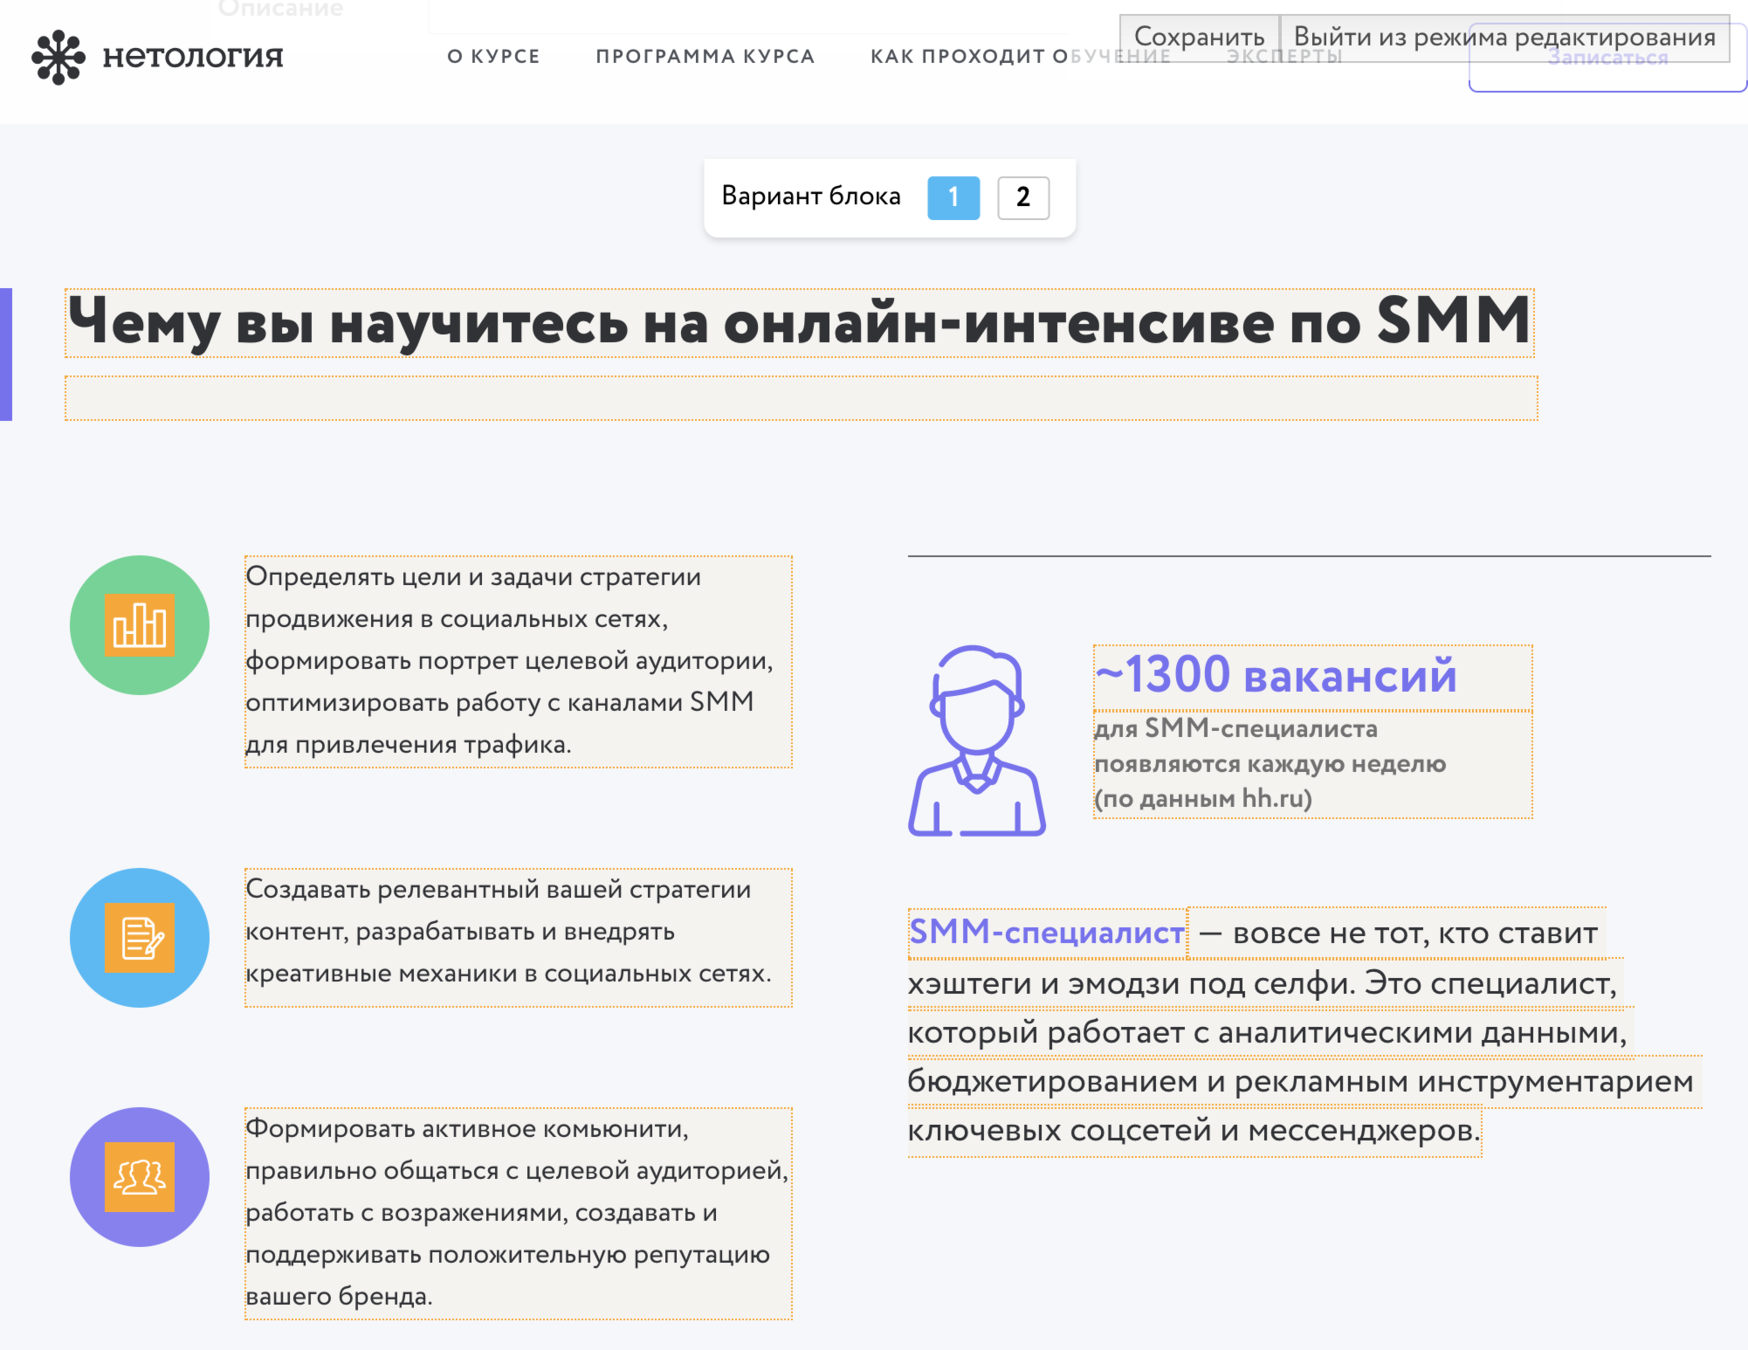 Описание
нетология
О КУРСЕ
ПРОГРАММА КУРСА
КАК ПРОХОДИТ ОБУЧЕНИЕ
ЭКСПЕРТЫ
Сохранить
Выйти из режима редактирования
Записаться
Вариант блока 1 2
Чему вы научитесь на онлайн-интенсиве по SMM
Определять цели и задачи стратегии
продвижения в социальных сетях,
формировать портрет целевой аудитории,
оптимизировать работу с каналами SMM
для привлечения трафика.
Создавать релевантный вашей стратегии
контент, разрабатывать и внедрять
креативные механики в социальных сетях.
Формировать активное комьюнити,
правильно общаться с целевой аудиторией,
работать с возражениями, создавать и
поддерживать положительную репутацию
вашего бренда.
~1300 вакансий
для SMM-специалиста
появляются каждую неделю
(по данным hh.ru)
SMM-специалист — вовсе не тот, кто ставит
хэштеги и эмодзи под селфи. Это специалист,
который работает с аналитическими данными,
бюджетированием и рекламным инструментарием
ключевых соцсетей и мессенджеров.